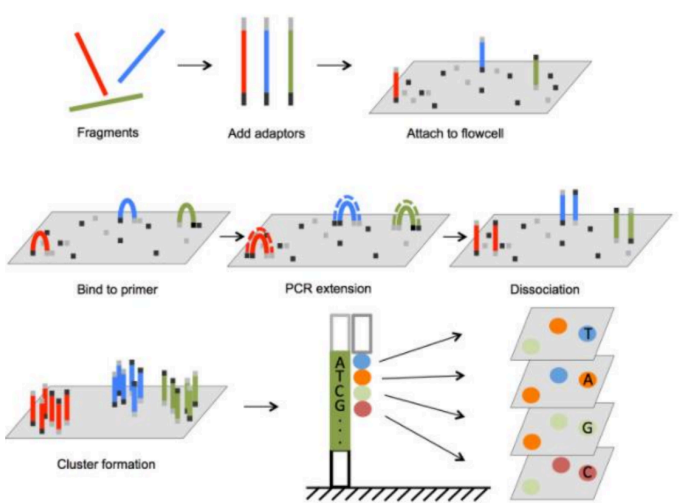 Fragments
Add adaptors
Attach to flowcell
Bind to primer
PCR extension
Dissociation
Cluster formation
A
T
C
G
.
.
.
T
A
G
C